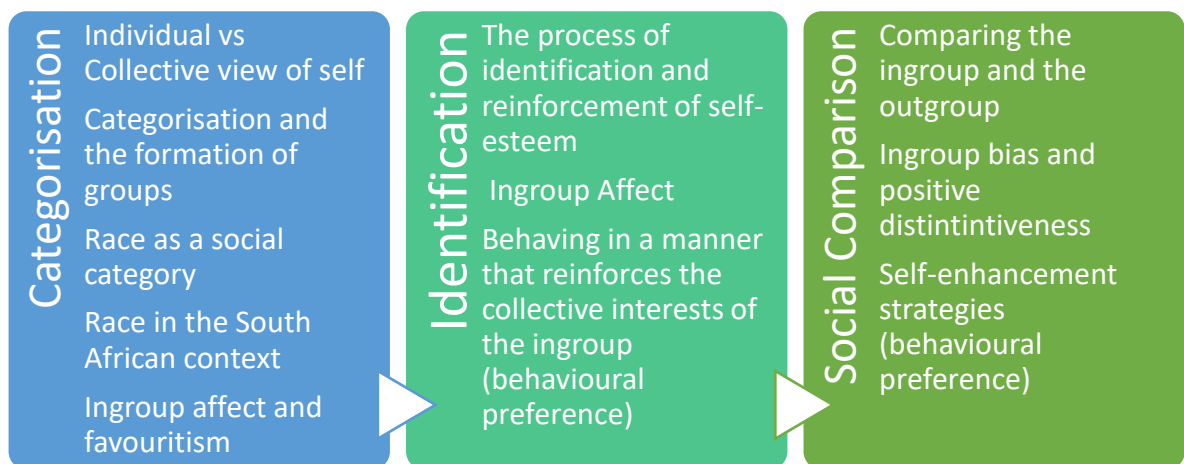 Categorisation
Individual vs
Collective view of self
Categorisation and
the formation of
groups
Race as a social
category
Race in the South
African context
Ingroup affect and
favouritism
Identification
The process of
identification and
reinforcement of self-
esteem
Ingroup Affect
Behaving in a manner
that reinforces the
collective interests of
the ingroup
(behavioural
preference)
Social Comparison
Comparing the
ingroup and the
outgroup
Ingroup bias and
positive
distintintiveness
Self-enhancement
strategies
(behavioural
preference)